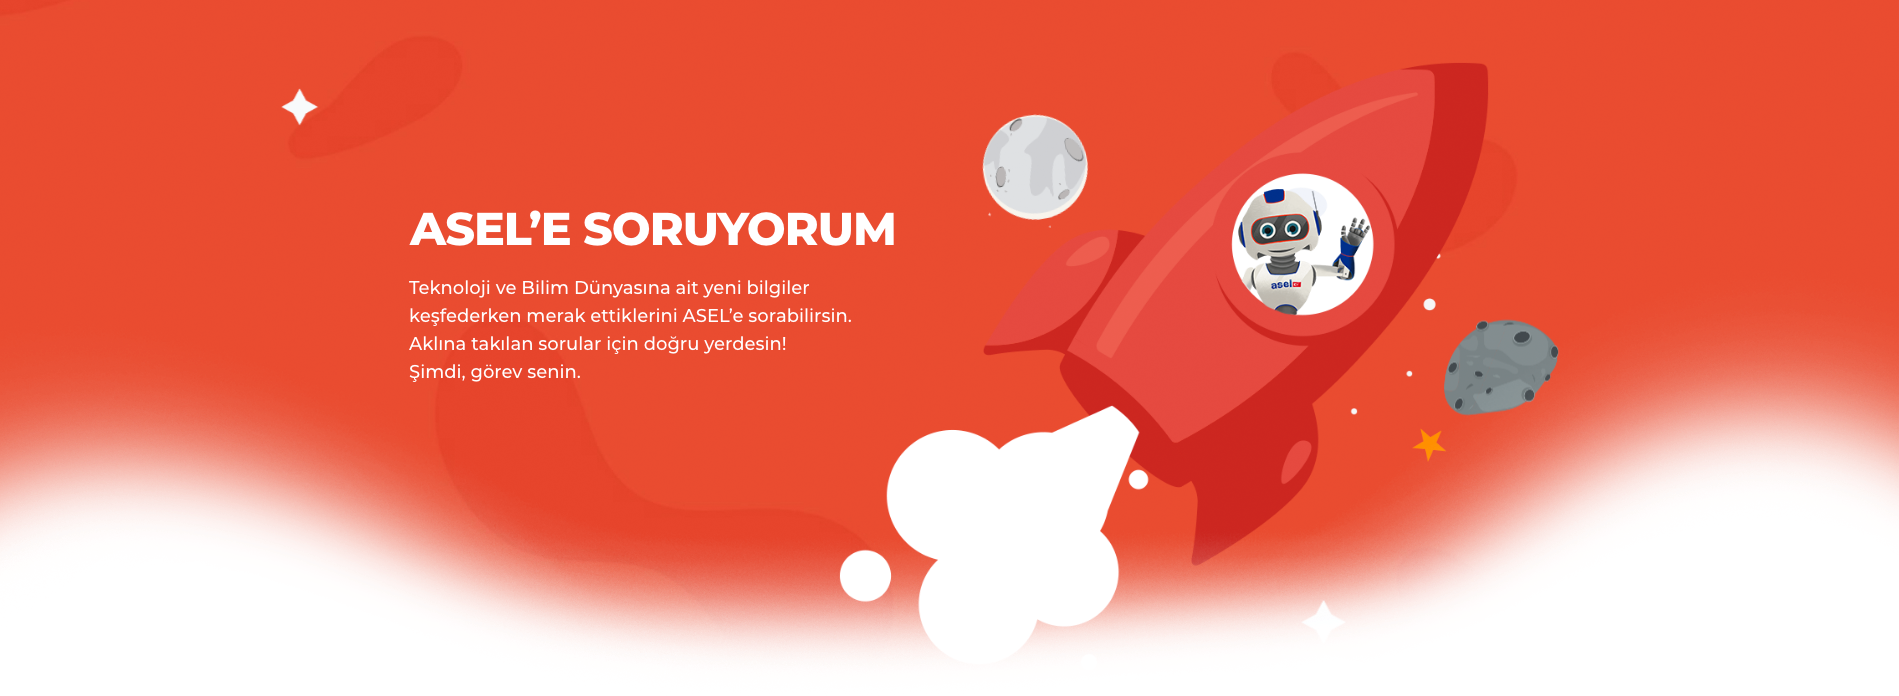 ASEL’E SORUYORUM
Teknoloji ve Bilim Dünyasına ait yeni bilgiler
keşfederken merak ettiklerini ASEL’e sorabilirsin.
Aklına takılan sorular için doğru yerdesin!
Şimdi, görev senin.
asel